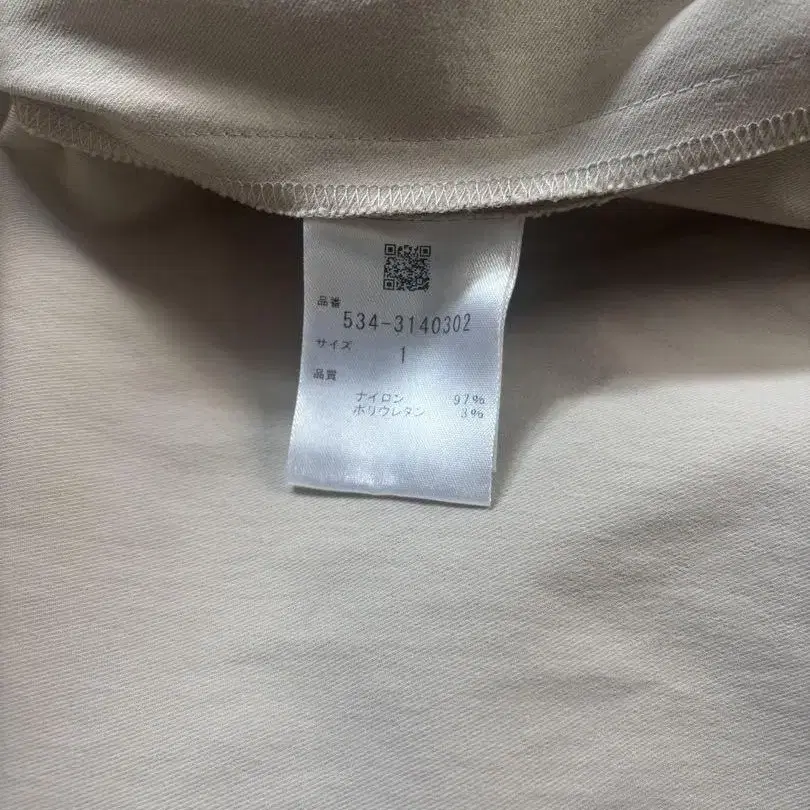 品番
534-3140302
サイズ
1
品質
ナイロン 97%
ポリウレタン 3%